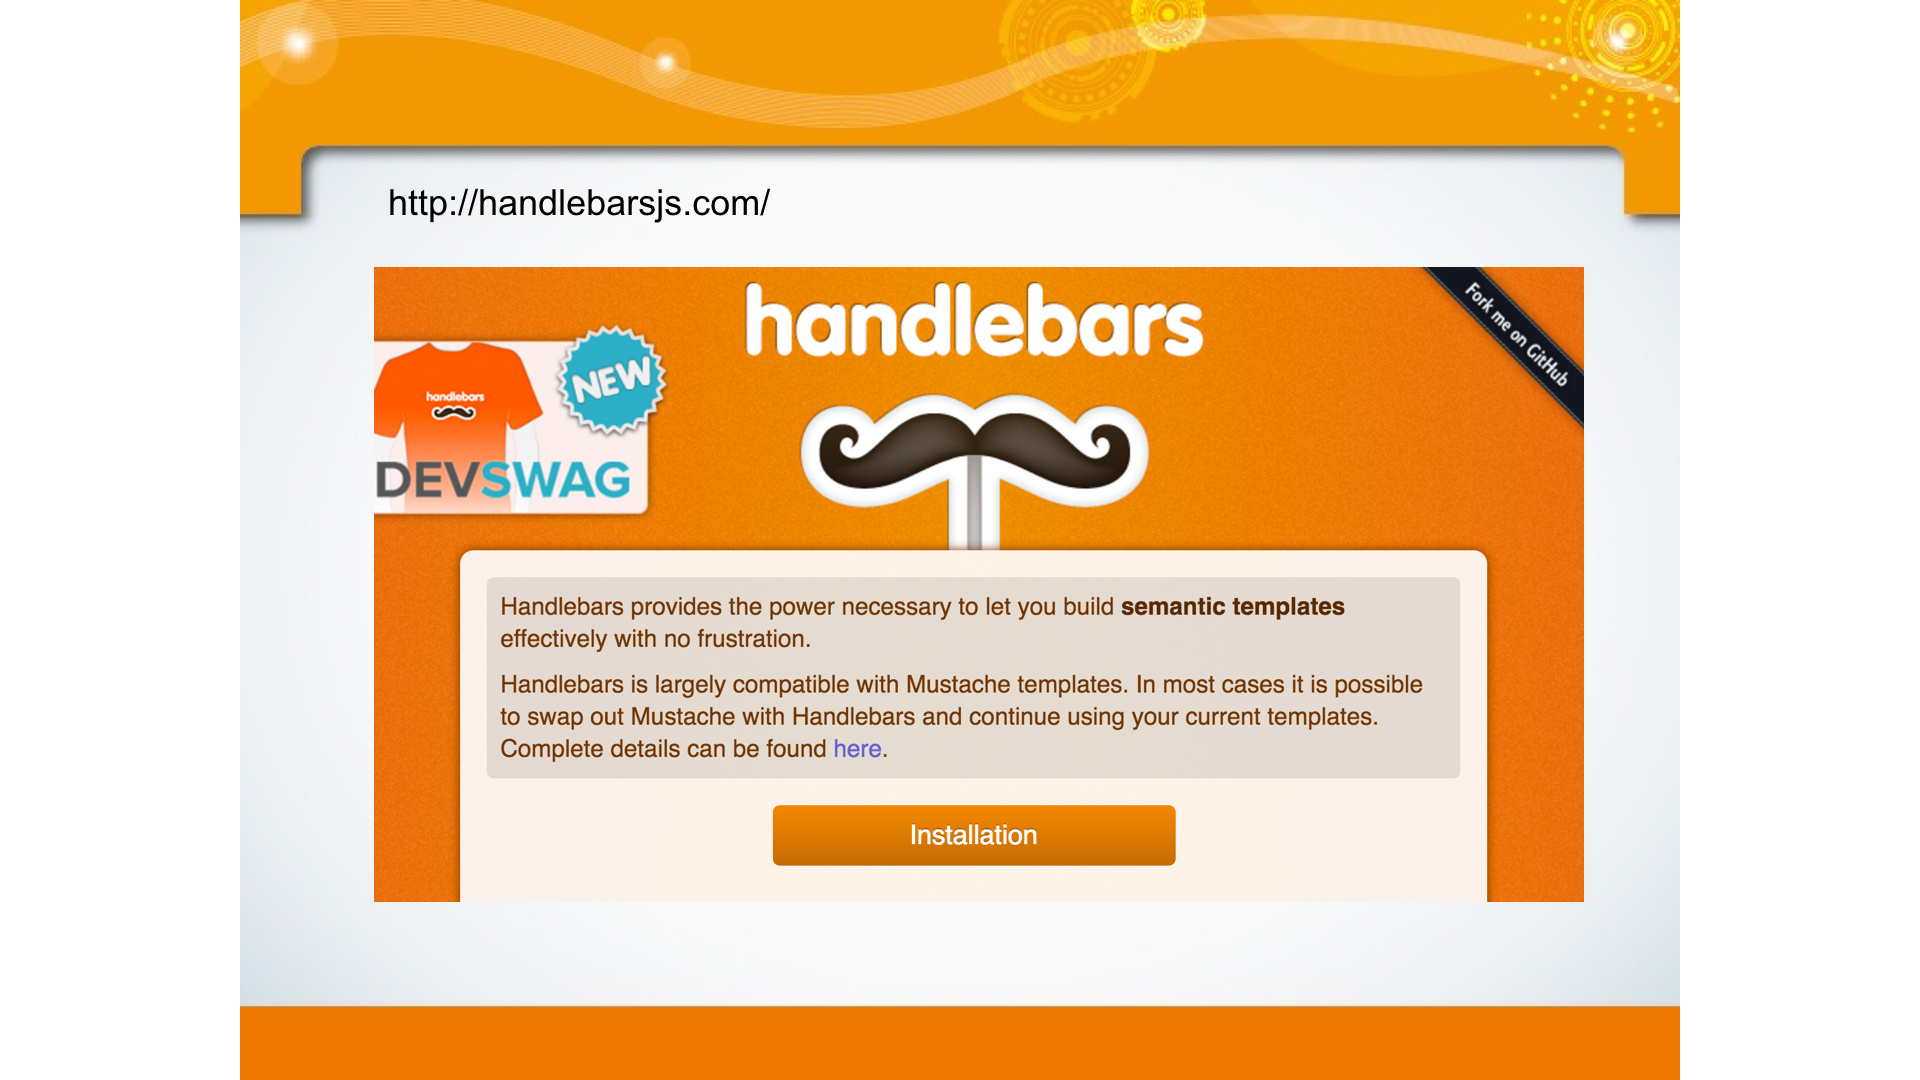 http://handlebarsjs.com/
handlebars
Fork me on GitHub
NEW
handlebars
DEVSWAG
Handlebars provides the power necessary to let you build semantic templates
effectively with no frustration.
Handlebars is largely compatible with Mustache templates. In most cases it is possible
to swap out Mustache with Handlebars and continue using your current templates.
Complete details can be found here.
Installation